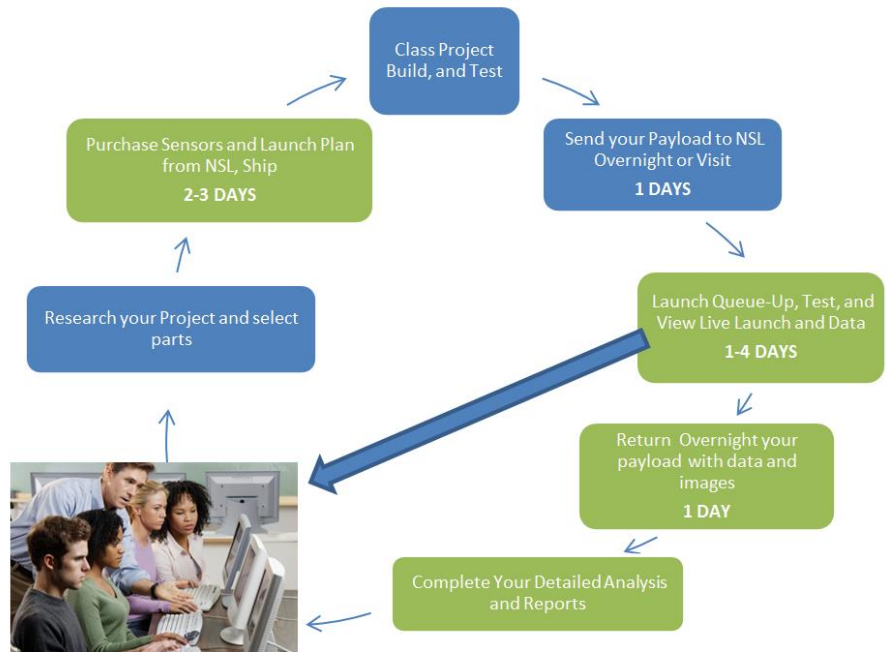 Class Project
Build, and Test
Purchase Sensors and Launch Plan
from NSL, Ship
2-3 DAYS
Send your Payload to NSL
Overnight or Visit
1 DAYS
Research your Project and select
parts
Launch Queue-Up, Test, and
View Live Launch and Data
1-4 DAYS
Return Overnight your
payload with data and
images
1 DAY
Complete Your Detailed Analysis
and Reports